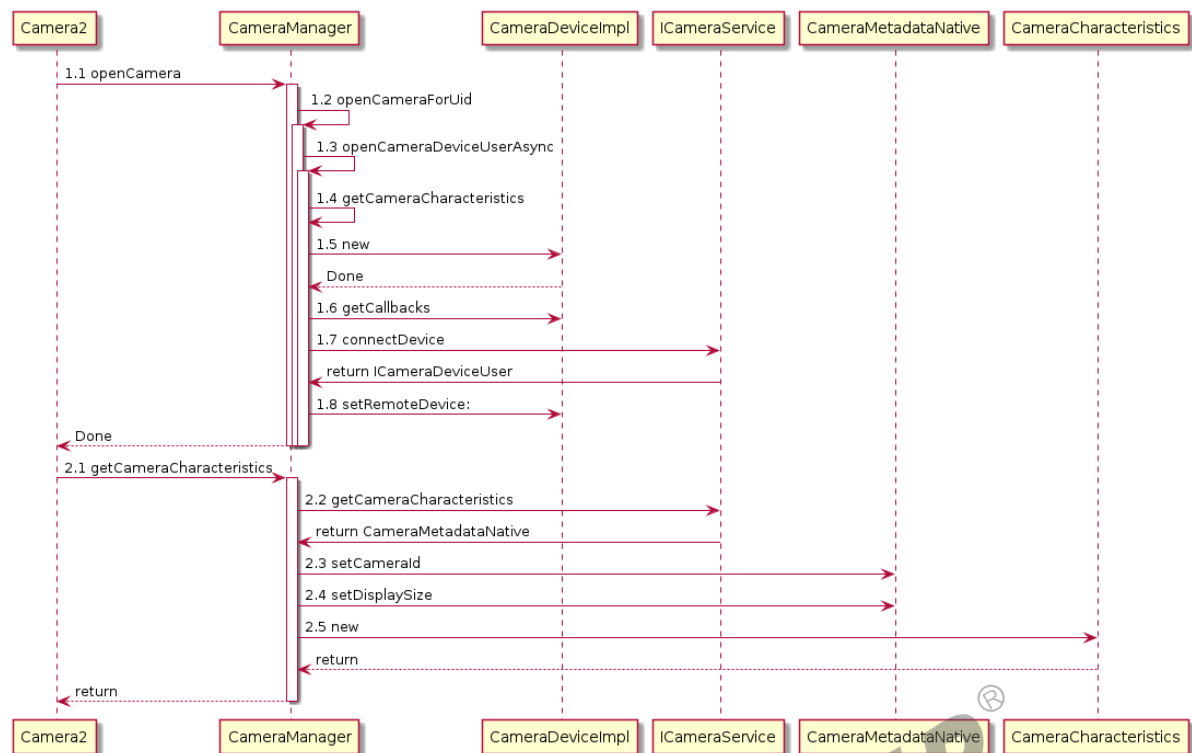 Camera2 CameraManager CameraDeviceImpl ICameraService CameraMetadataNative CameraCharacteristics
1.1 openCamera
1.2 openCameraForUid
1.3 openCameraDeviceUserAsync
1.4 getCameraCharacteristics
1.5 new
Done
1.6 getCallbacks
1.7 connectDevice
return ICameraDeviceUser
1.8 setRemoteDevice:
Done
2.1 getCameraCharacteristics
2.2 getCameraCharacteristics
return CameraMetadataNative
2.3 setCameraId
2.4 setDisplaySize
2.5 new
return
return
®
Camera2 CameraManager CameraDeviceImpl ICameraService CameraMetadataNative CameraCharacteristics